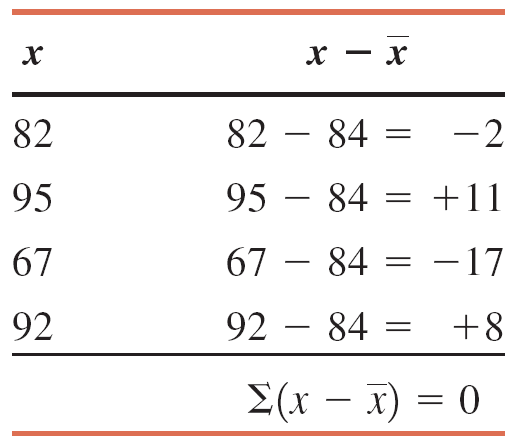 x x − x̅
82 82 − 84 = −2
95 95 − 84 = +11
67 67 − 84 = −17
92 92 − 84 = +8
Σ(x − x̅) = 0